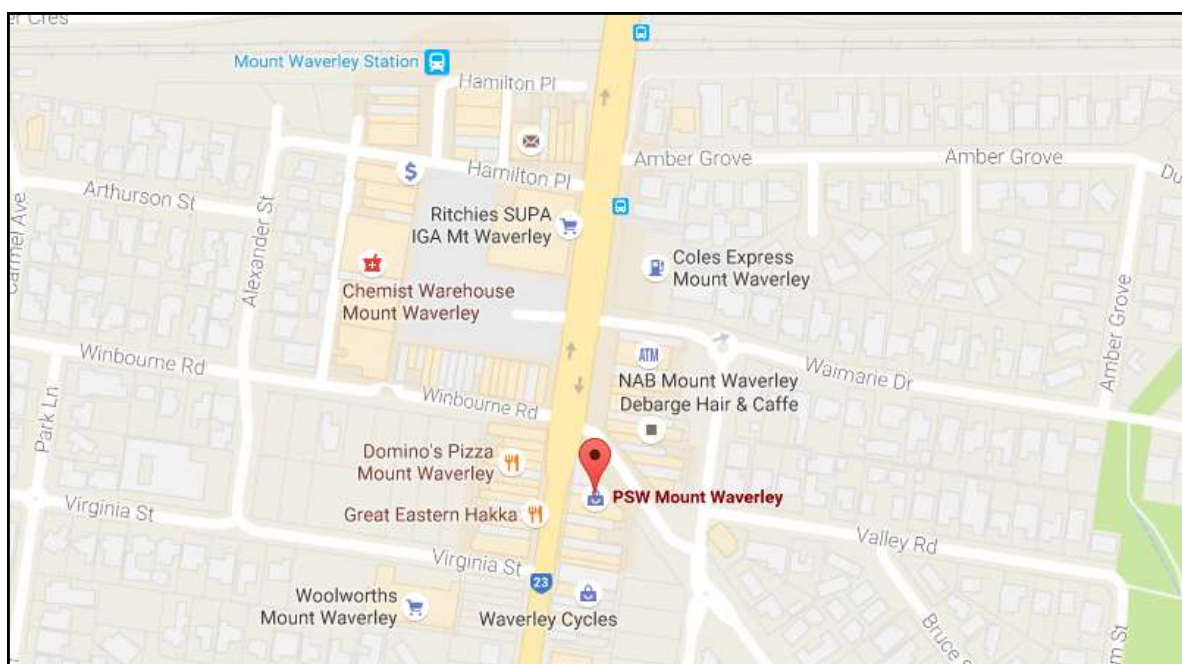 er Cres
Mount Waverley Station
Hamilton Pl
Amber Grove
Amber Grove
Arthurson St
Hamilton Pl
Carmel Ave
Alexander St
Ritchies SUPA
IGA Mt Waverley
$
Coles Express
Mount Waverley
Chemist Warehouse
Mount Waverley
Amber Grove
Winbourne Rd
ATM
Waimarie Dr
NAB Mount Waverley
Debarge Hair & Caffe
Park Ln
Winbourne Rd
Domino's Pizza
Mount Waverley
PSW Mount Waverley
Great Eastern Hakka
Virginia St
Valley Rd
Virginia St
23
Woolworths
Mount Waverley
Waverley Cycles
Bruce S
m St